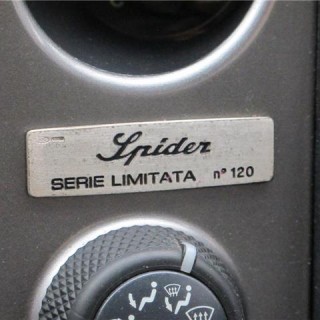 Spider
SERIE LIMITATA nº 120